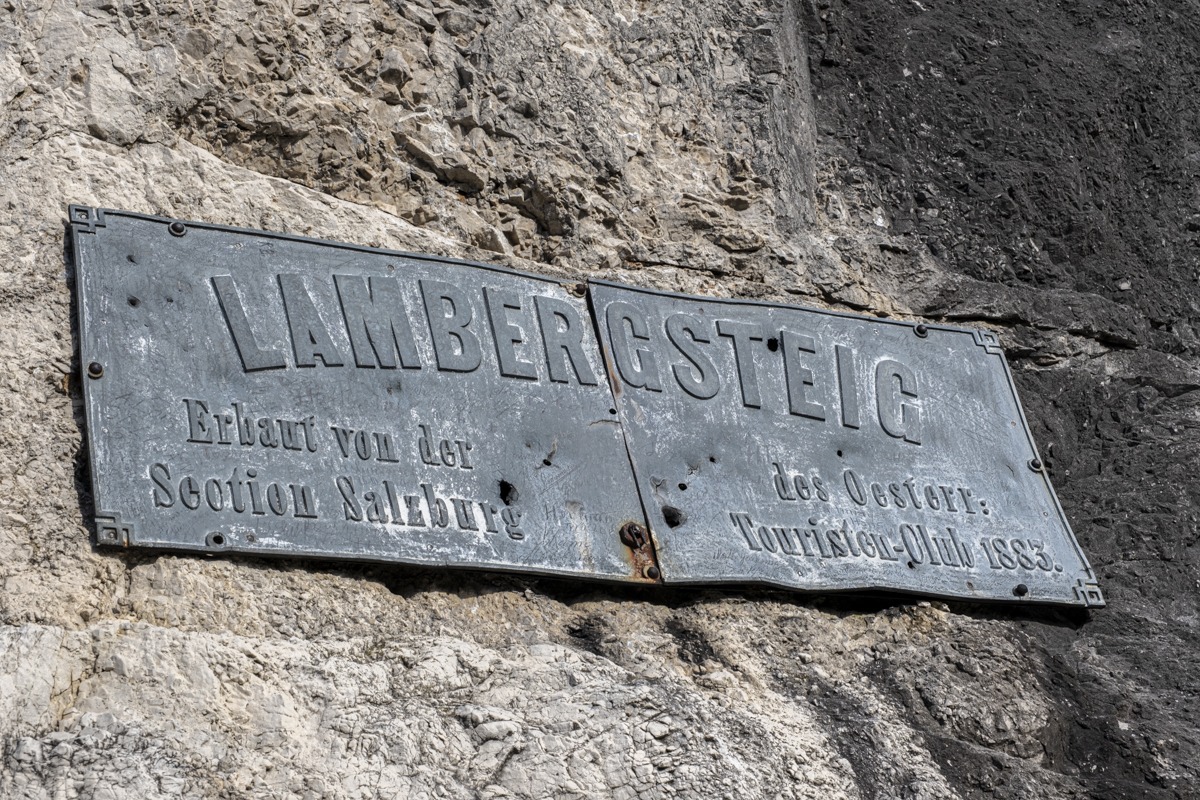 LAMBERGSTEIG
Erbaut von der
Section Salzburg
des Oesterr:
Touristen-Club 1883.